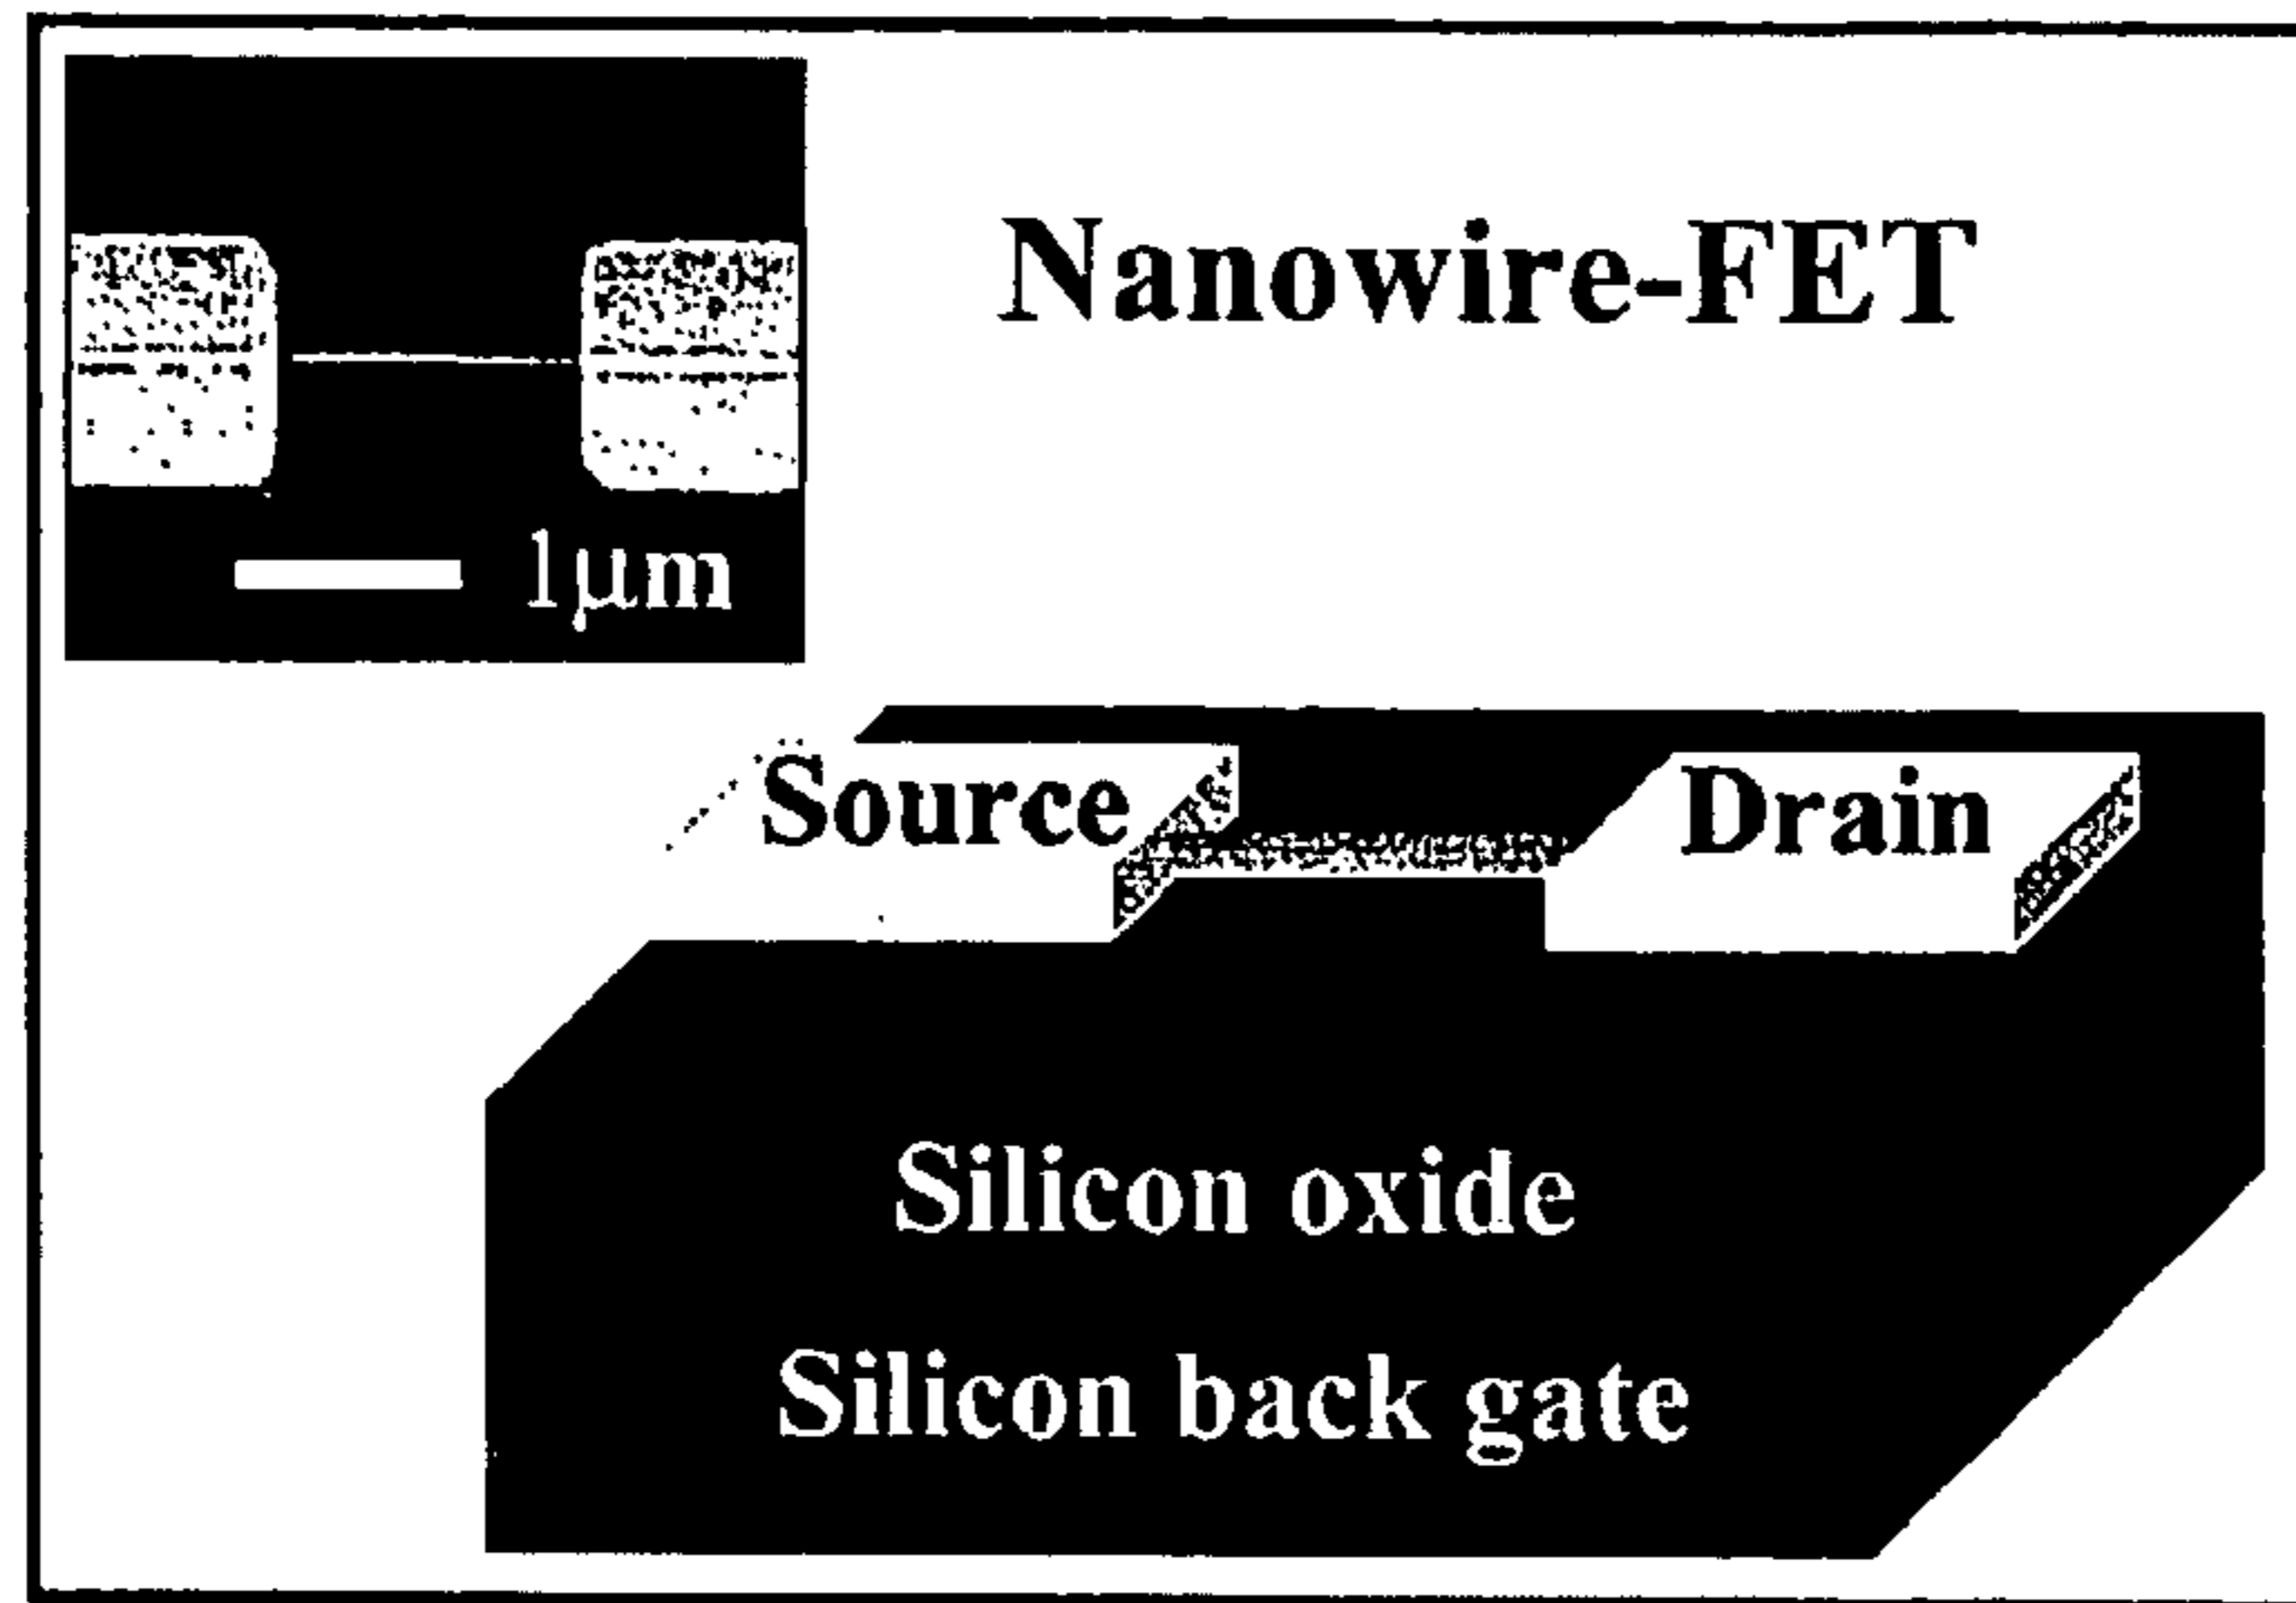 Nanowire-FET
1μm
Source
Drain
Silicon oxide
Silicon back gate